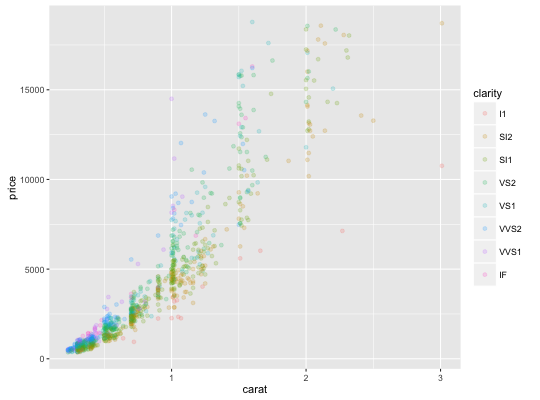 15000
10000
5000
0
price
1
2
3
carat
clarity
I1
SI2
SI1
VS2
VS1
VVS2
VVS1
IF